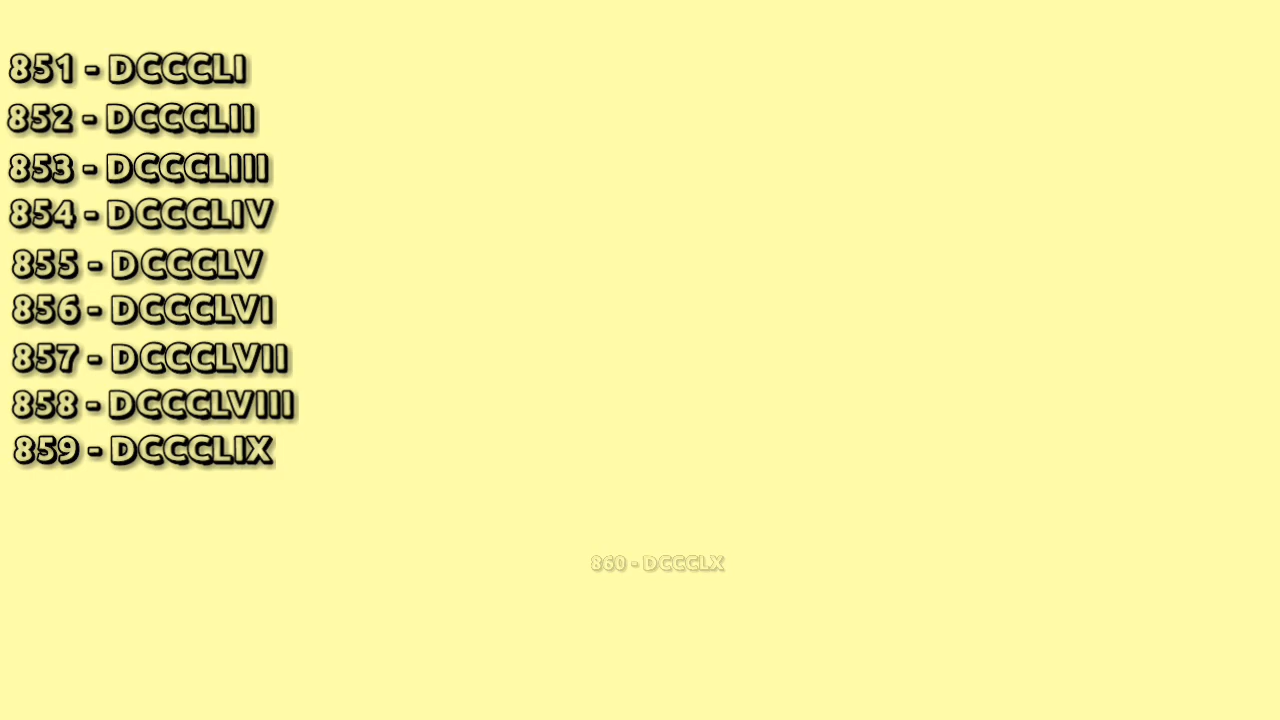 851 - DCCCLI
852 - DCCCLII
853 - DCCCLIII
854 - DCCCLIV
855 - DCCCLV
856 - DCCCLVI
857 - DCCCLVII
858 - DCCCLVIII
859 - DCCCLIX
860 - DCCCLX